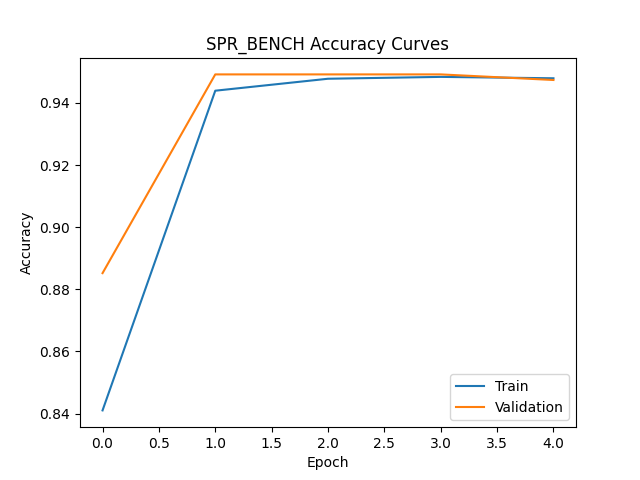 SPR_BENCH Accuracy Curves
Accuracy
0.94
0.92
0.90
0.88
0.86
0.84
Train
Validation
0.0 0.5 1.0 1.5 2.0 2.5 3.0 3.5 4.0
Epoch